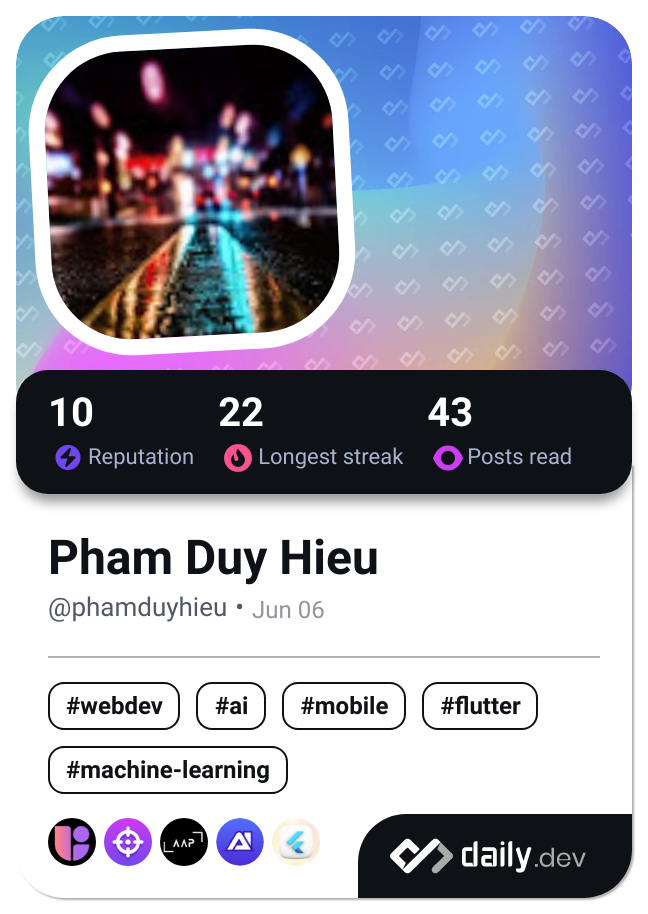 10 22 43
Reputation Longest streak Posts read
Pham Duy Hieu
@phamduyhieu • Jun 06
#webdev #ai #mobile #flutter
#machine-learning
AAP
daily.dev